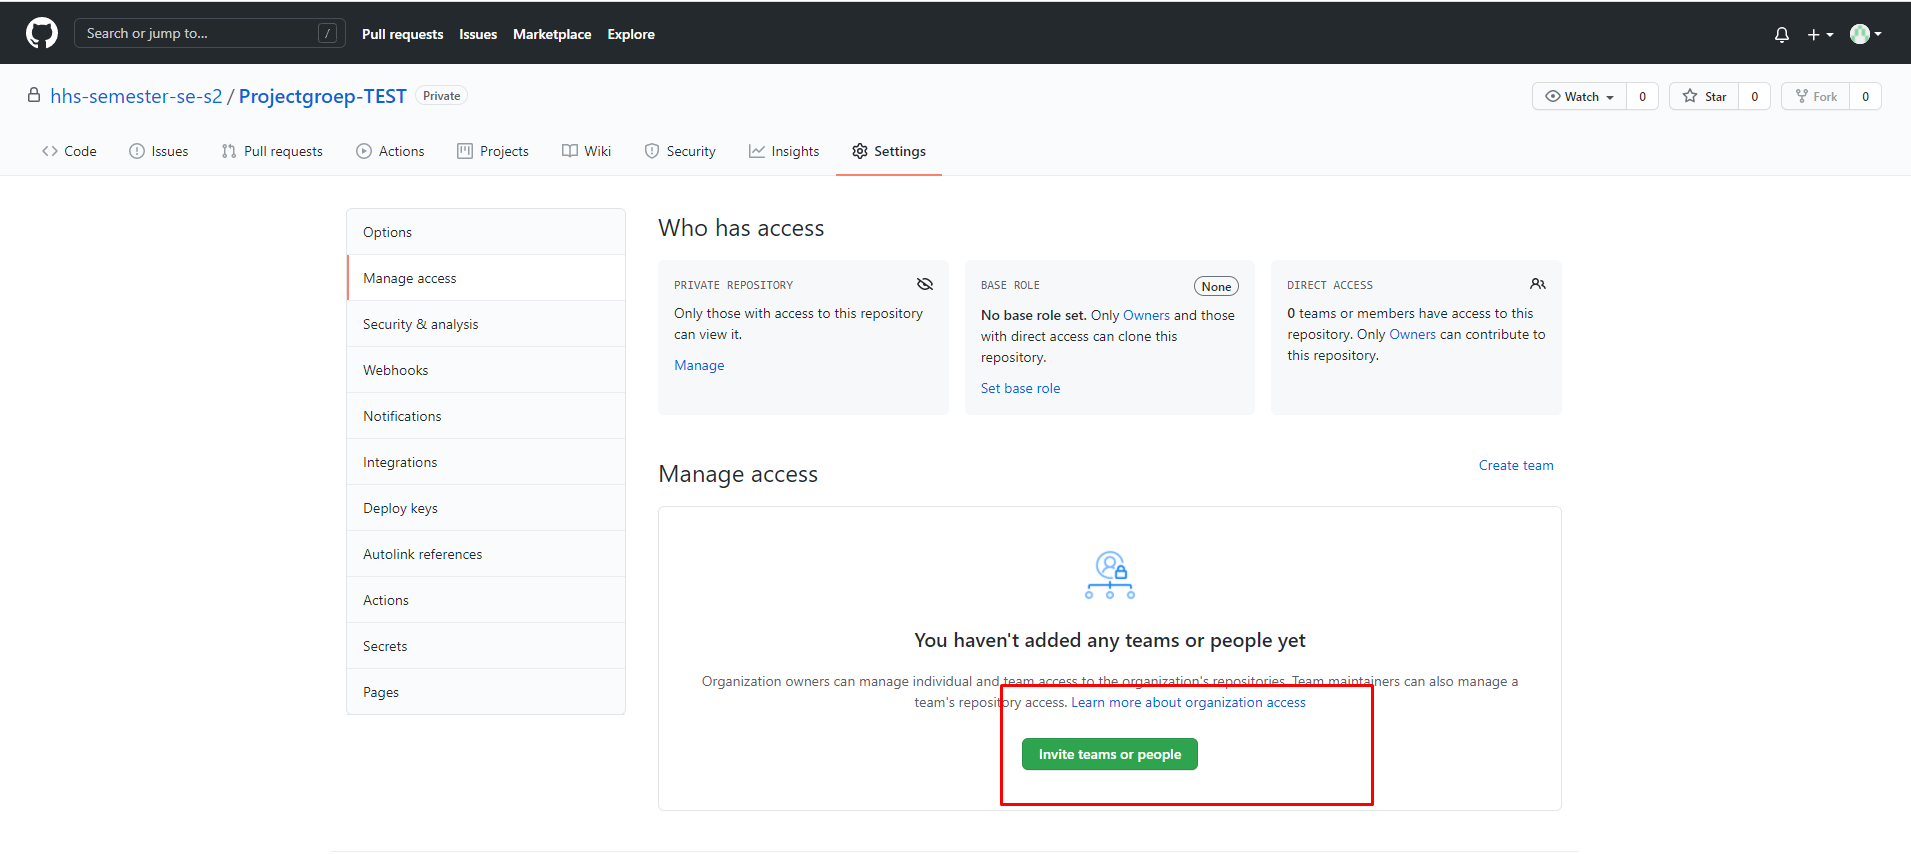 Search or jump to... /
Pull requests Issues Marketplace Explore
hhs-semester-se-s2 / Projectgroep-TEST Private
Watch 0 Star 0 Fork 0
Code Issues Pull requests Actions Projects Wiki Security Insights Settings
Options
Manage access
Security & analysis
Webhooks
Notifications
Integrations
Deploy keys
Autolink references
Actions
Secrets
Pages
Who has access
PRIVATE REPOSITORY
Only those with access to this repository
can view it.
Manage
BASE ROLE None
No base role set. Only Owners and those
with direct access can clone this
repository.
Set base role
DIRECT ACCESS
0 teams or members have access to this
repository. Only Owners can contribute to
this repository.
Manage access
Create team
You haven't added any teams or people yet
Organization owners can manage individual and team access to the organization's repositories. Team maintainers can also manage a
team's repository access. Learn more about organization access
Invite teams or people